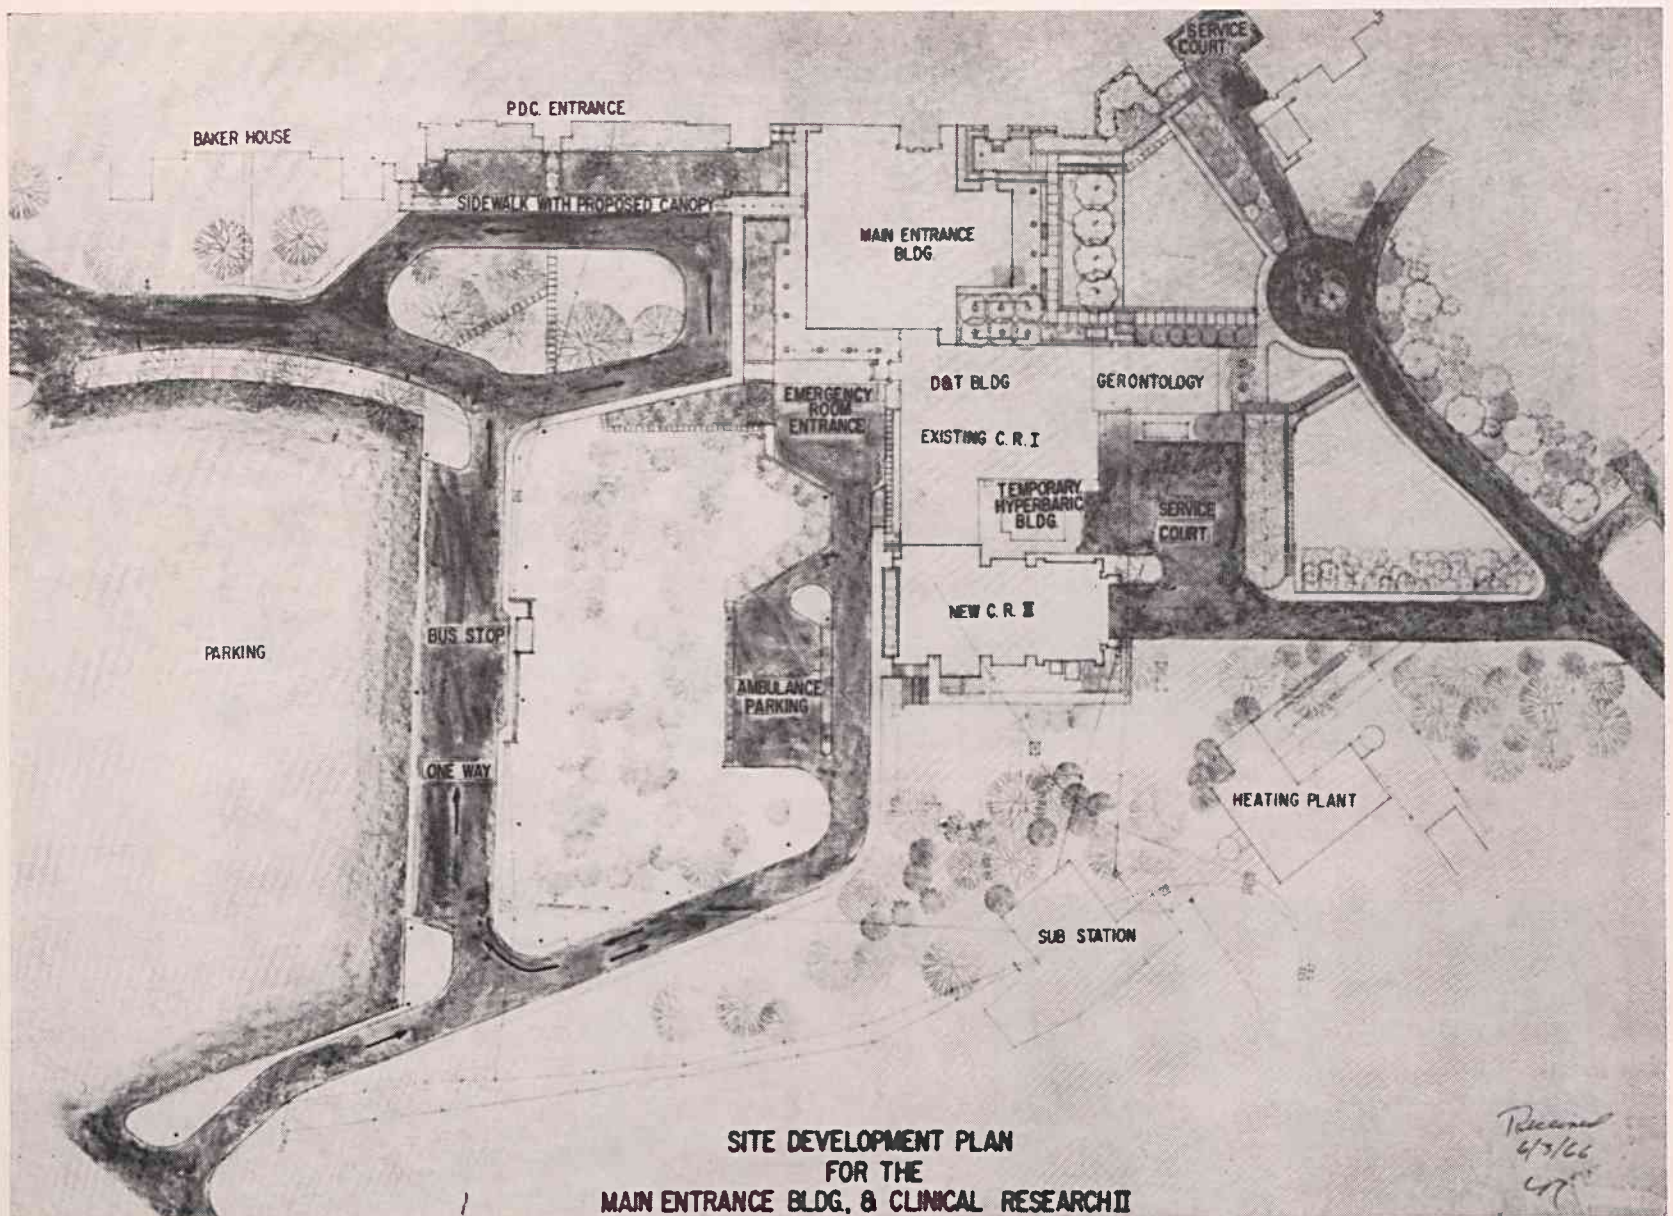 SERVICE
COURT
P.D.C. ENTRANCE
BAKER HOUSE
SIDEWALK WITH PROPOSED CANOPY
MAIN ENTRANCE
BLDG.
D&T BLDG
GERONTOLOGY
EMERGENCY
ROOM
ENTRANCE
EXISTING C. R. I
TEMPORARY
HYPERBARIC
BLDG.
SERVICE
COURT
NEW C. R. II
BUS STOP
PARKING
AMBULANCE
PARKING
ONE WAY
HEATING PLANT
SUB STATION
SITE DEVELOPMENT PLAN
FOR THE
MAIN ENTRANCE BLDG. & CLINICAL RESEARCH II
Received
6/3/66